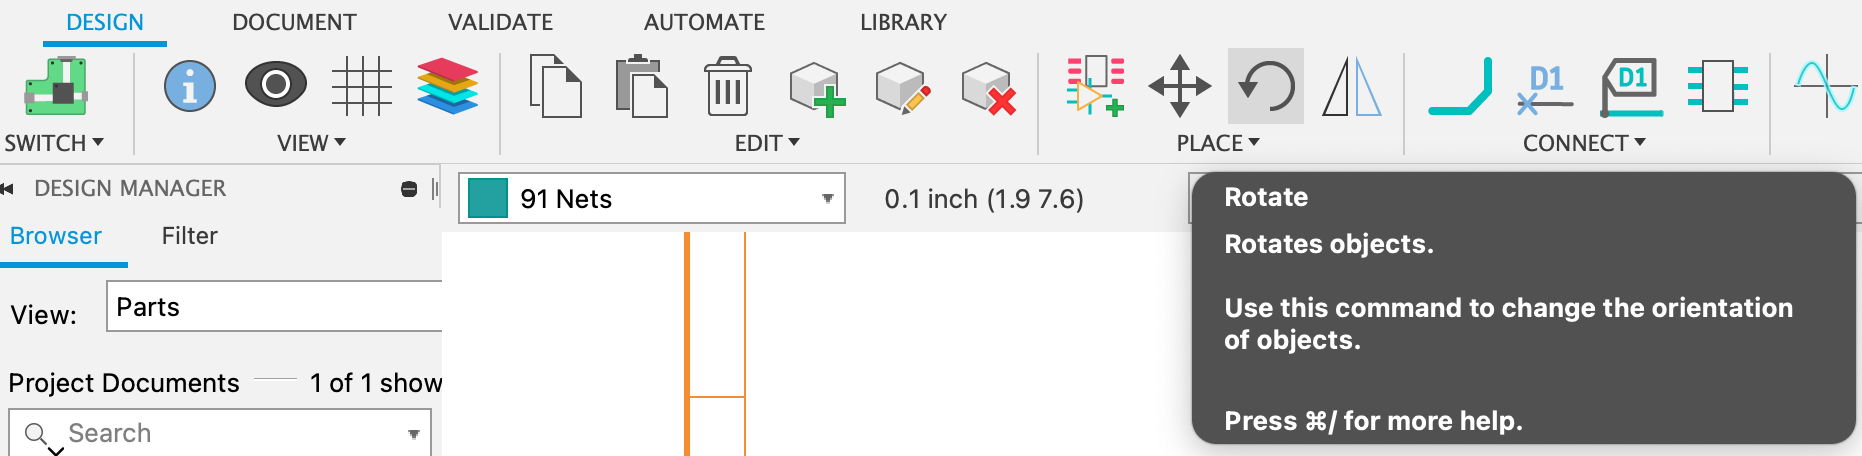 DESIGN DOCUMENT VALIDATE AUTOMATE LIBRARY
D1 D1
SWITCH VIEW EDIT PLACE CONNECT
DESIGN MANAGER
91 Nets 0.1 inch (1.9 7.6)
Browser Filter
View: Parts
Project Documents 1 of 1 show
Search
Rotate
Rotates objects.
Use this command to change the orientation
of objects.
Press ⌘/ for more help.